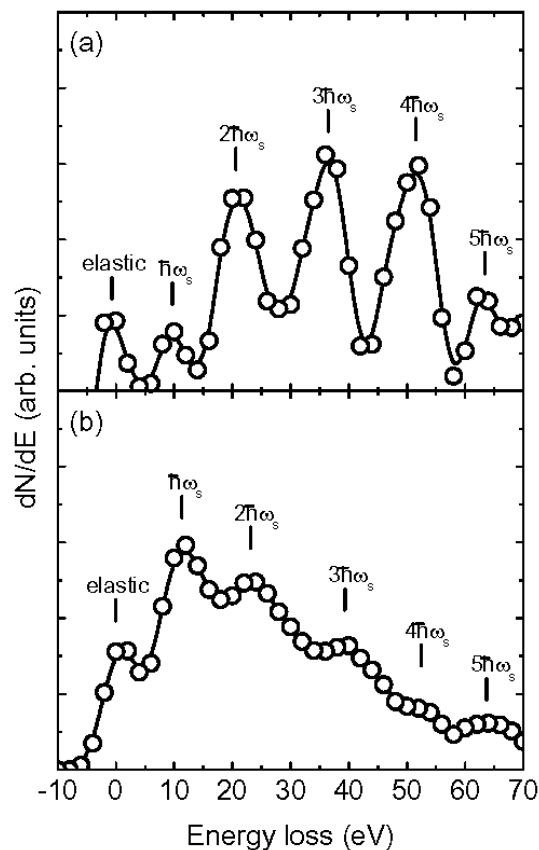 (a)
3ħωs
4ħωs
2ħωs
elastic
ħωs
5ħωs
dN/dE (arb. units)
(b)
ħωs
2ħωs
elastic
3ħωs
4ħωs
5ħωs
-10 0 10 20 30 40 50 60 70
Energy loss (eV)